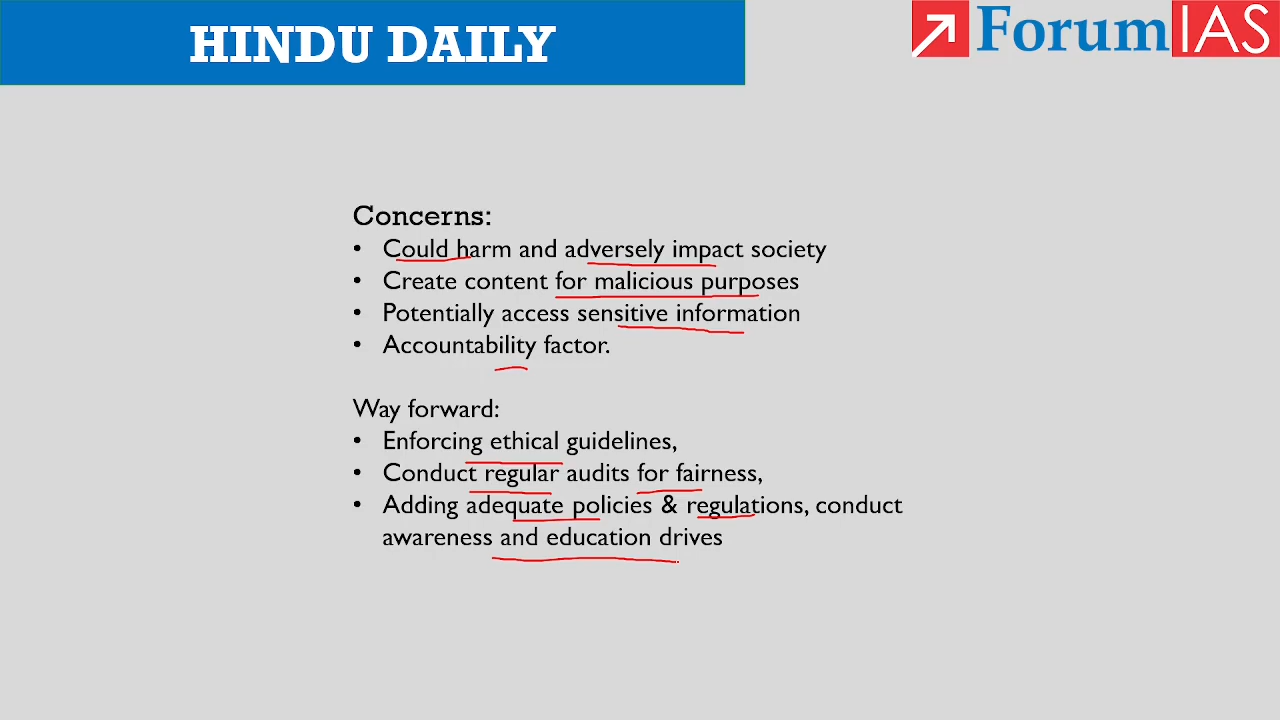 HINDU DAILY
Forum IAS
Concerns:
• Could harm and adversely impact society
• Create content for malicious purposes
• Potentially access sensitive information
• Accountability factor.
Way forward:
• Enforcing ethical guidelines,
• Conduct regular audits for fairness,
• Adding adequate policies & regulations, conduct
awareness and education drives